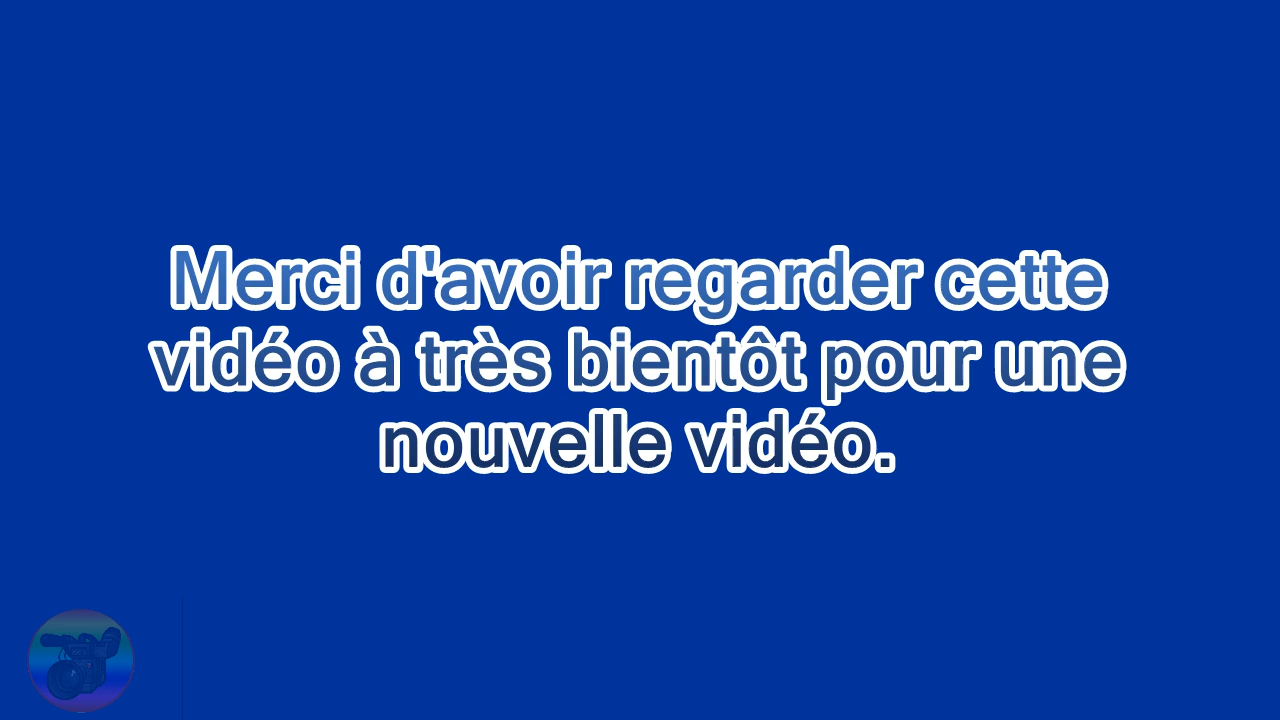 Merci d'avoir regarder cette
vidéo à très bientôt pour une
nouvelle vidéo.